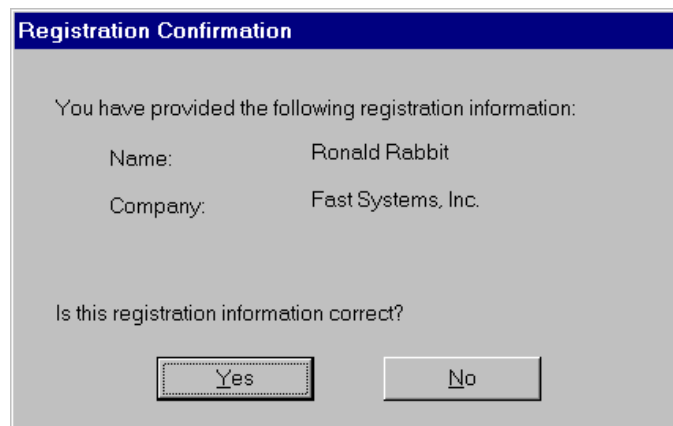 Registration Confirmation
You have provided the following registration information:
Name: Ronald Rabbit
Company: Fast Systems, Inc.
Is this registration information correct?
Yes No